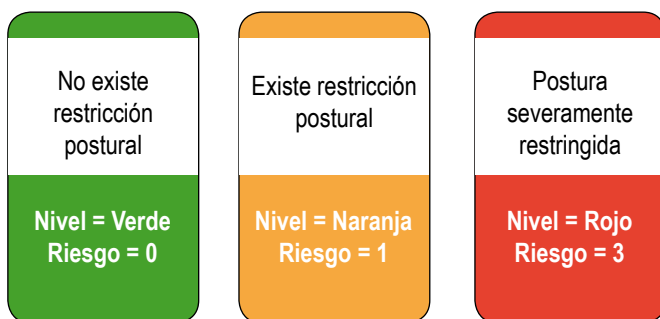 No existe
restricción
postural
Nivel = Verde
Riesgo = 0
Existe restricción
postural
Nivel = Naranja
Riesgo = 1
Postura
severamente
restringida
Nivel = Rojo
Riesgo = 3